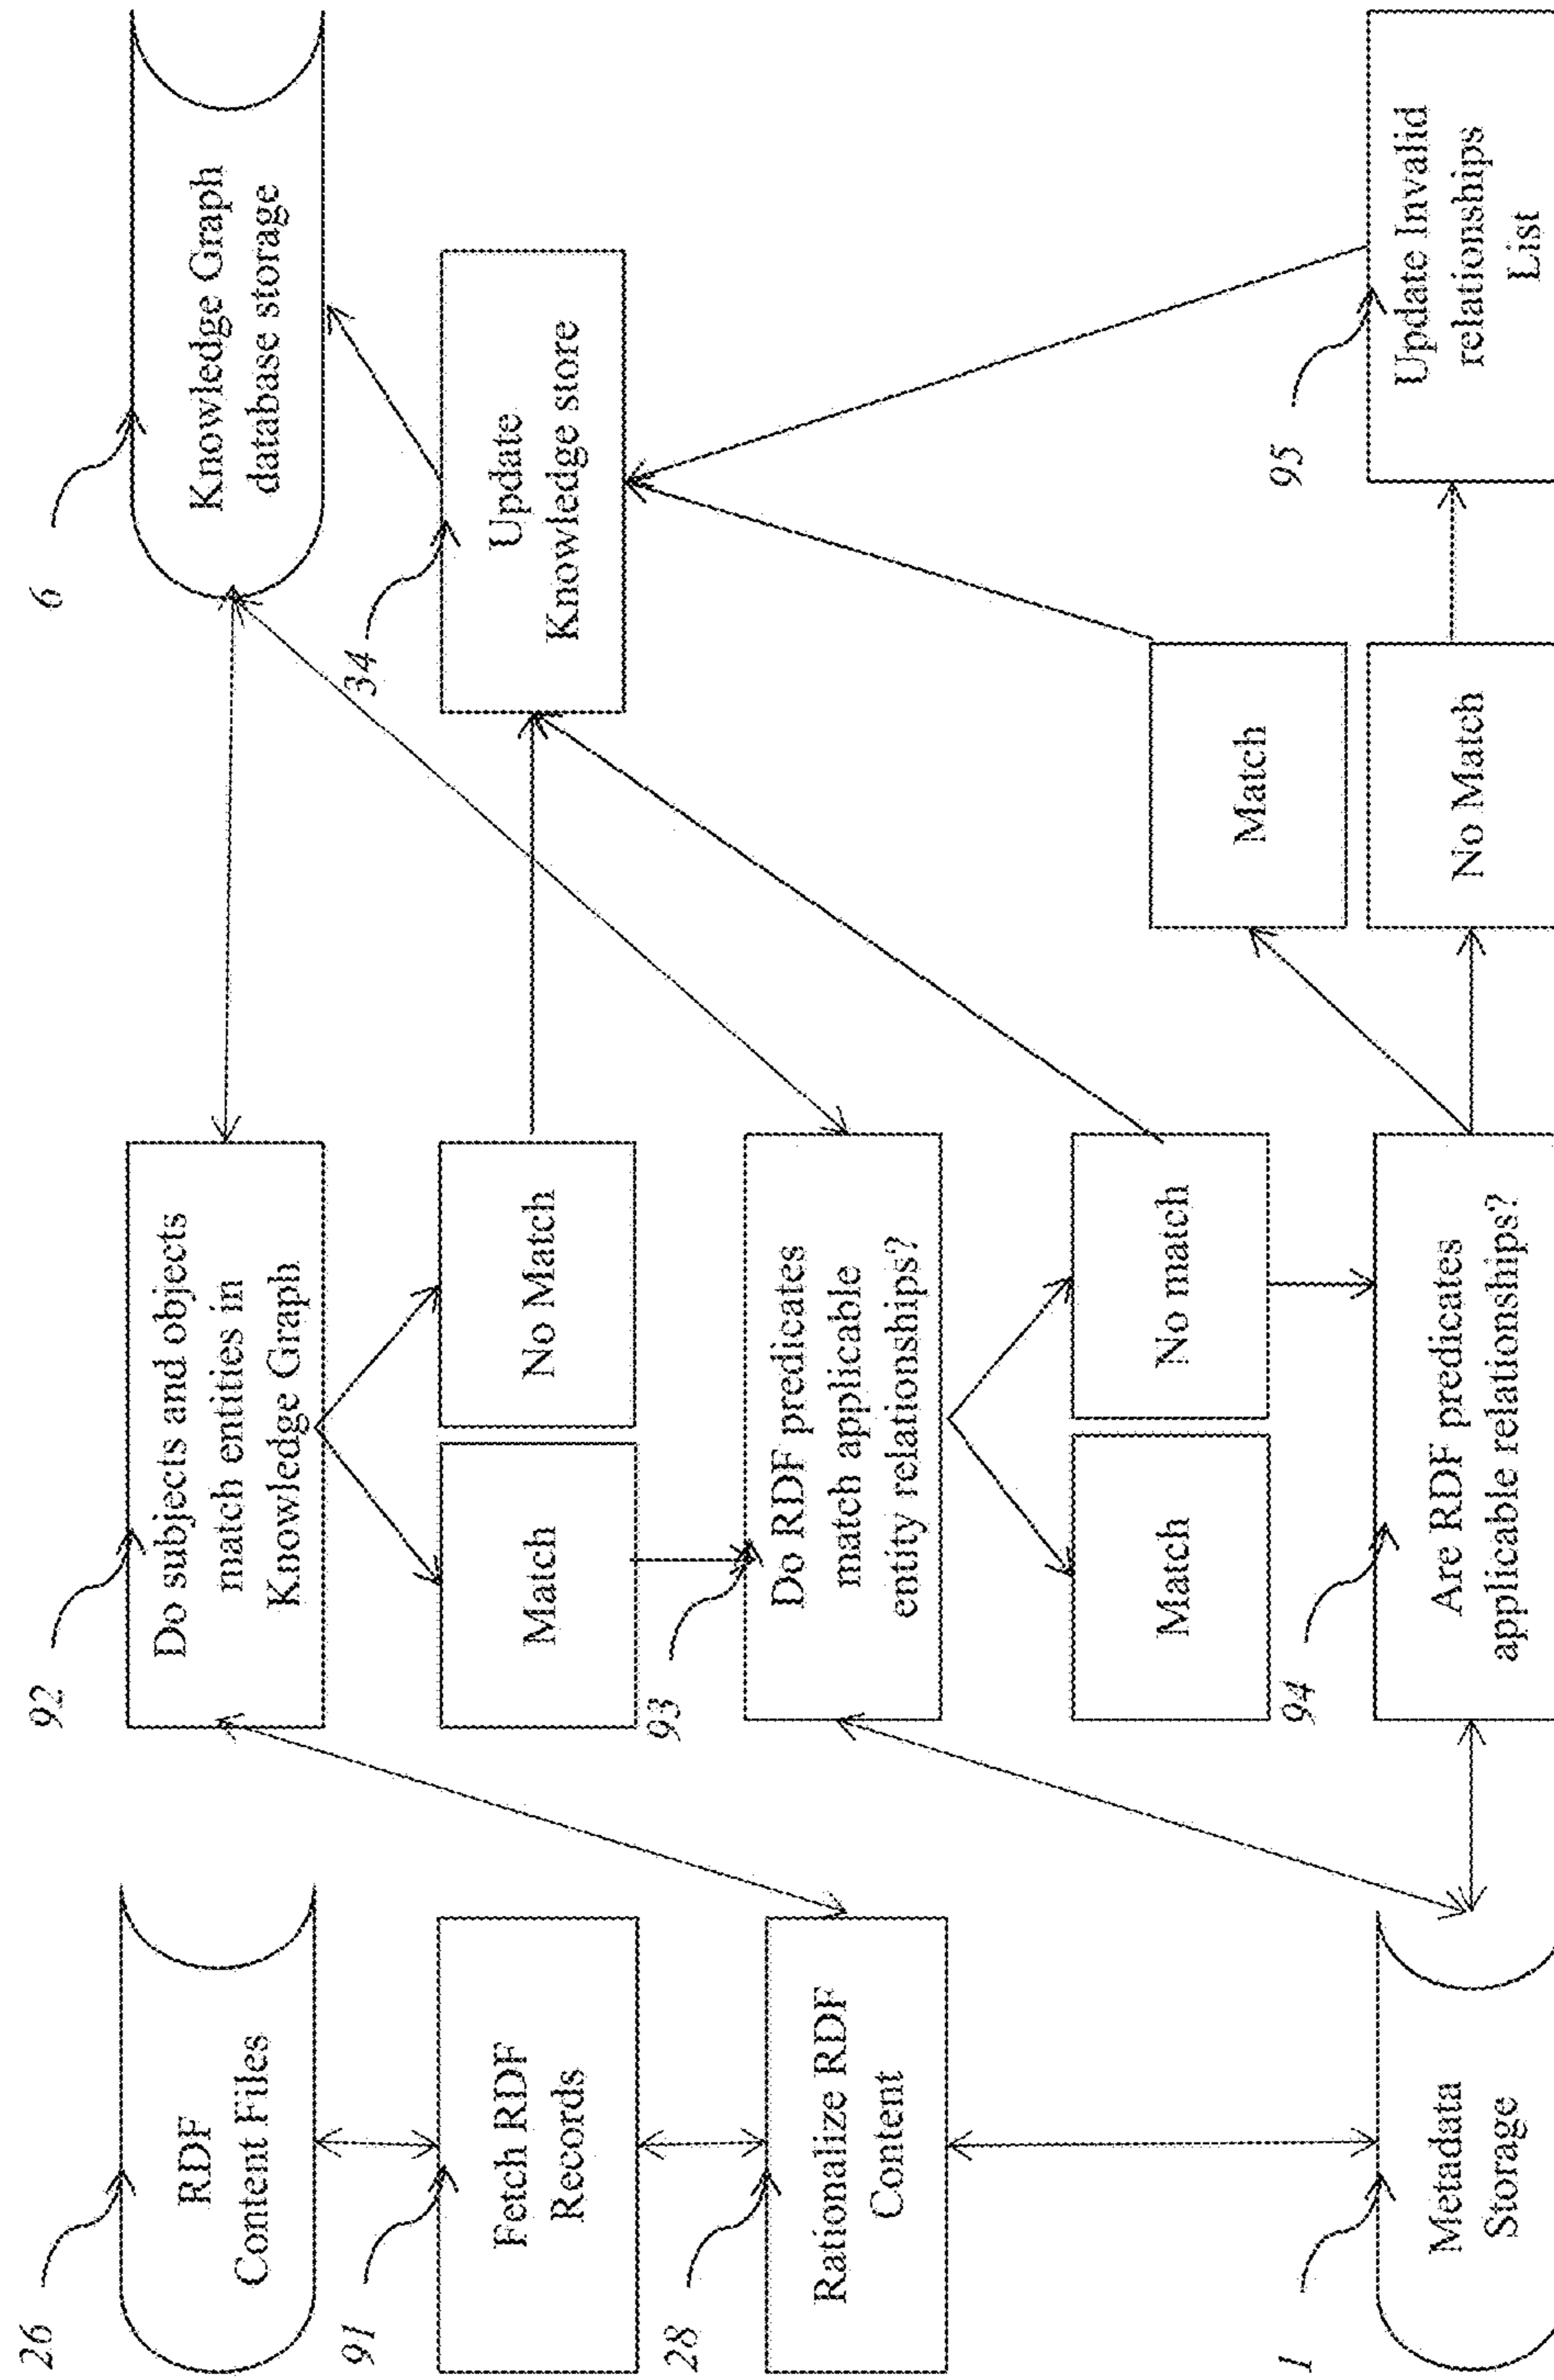 26
RDF
Content Files
91
Fetch RDF
Records
28
Rationalize RDF
Content
1
Metadata
Storage
92
Do subjects and objects
match entities in
Knowledge Graph
Match
No Match
93
Do RDF predicates
match applicable
entity relationships?
Match
No match
94
Are RDF predicates
applicable relationships?
Match
No Match
6
Knowledge Graph
database storage
34
Update
Knowledge store
95
Update Invalid
relationships
List